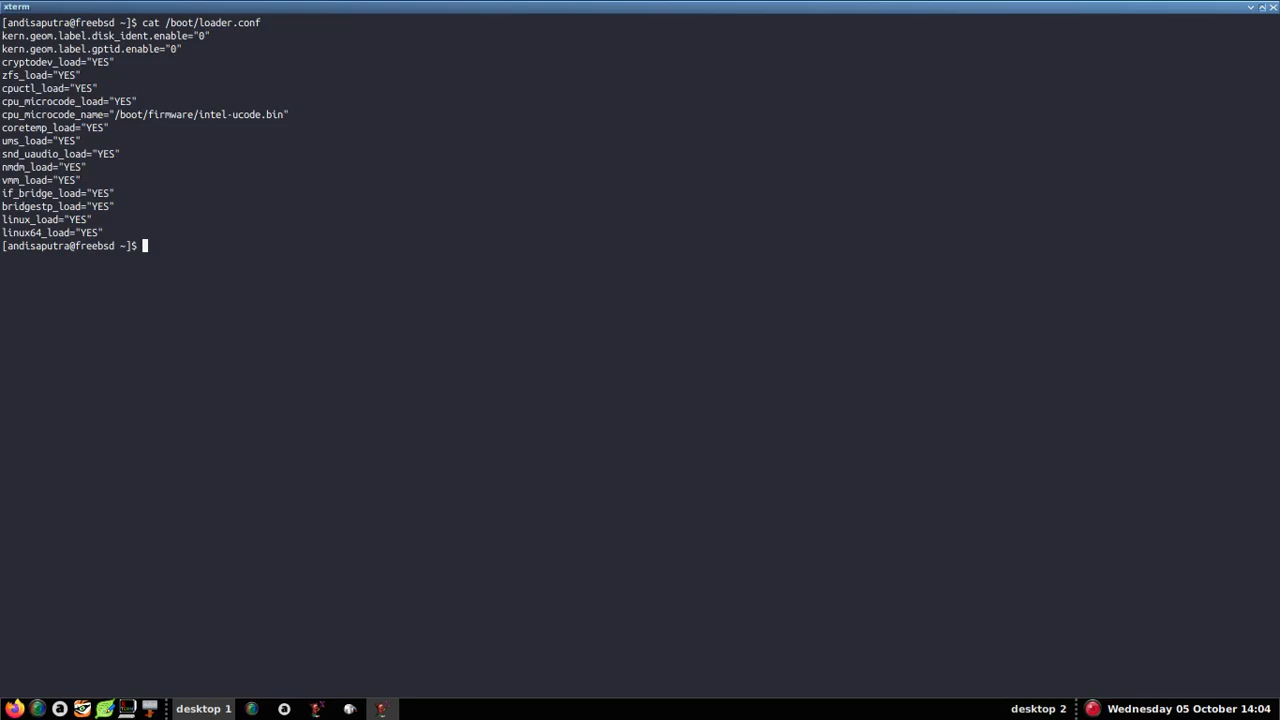 xterm
[andisaputra@freebsd ~]$ cat /boot/loader.conf
kern.geom.label.disk_ident.enable="0"
kern.geom.label.gptid.enable="0"
cryptodev_load="YES"
zfs_load="YES"
cpuctl_load="YES"
cpu_microcode_load="YES"
cpu_microcode_name="/boot/firmware/intel-ucode.bin"
coretemp_load="YES"
ums_load="YES"
snd_uaudio_load="YES"
nmdm_load="YES"
vmm_load="YES"
if_bridge_load="YES"
bridgestp_load="YES"
linux_load="YES"
linux64_load="YES"
[andisaputra@freebsd ~]$
desktop 1 desktop 2 Wednesday 05 October 14:04